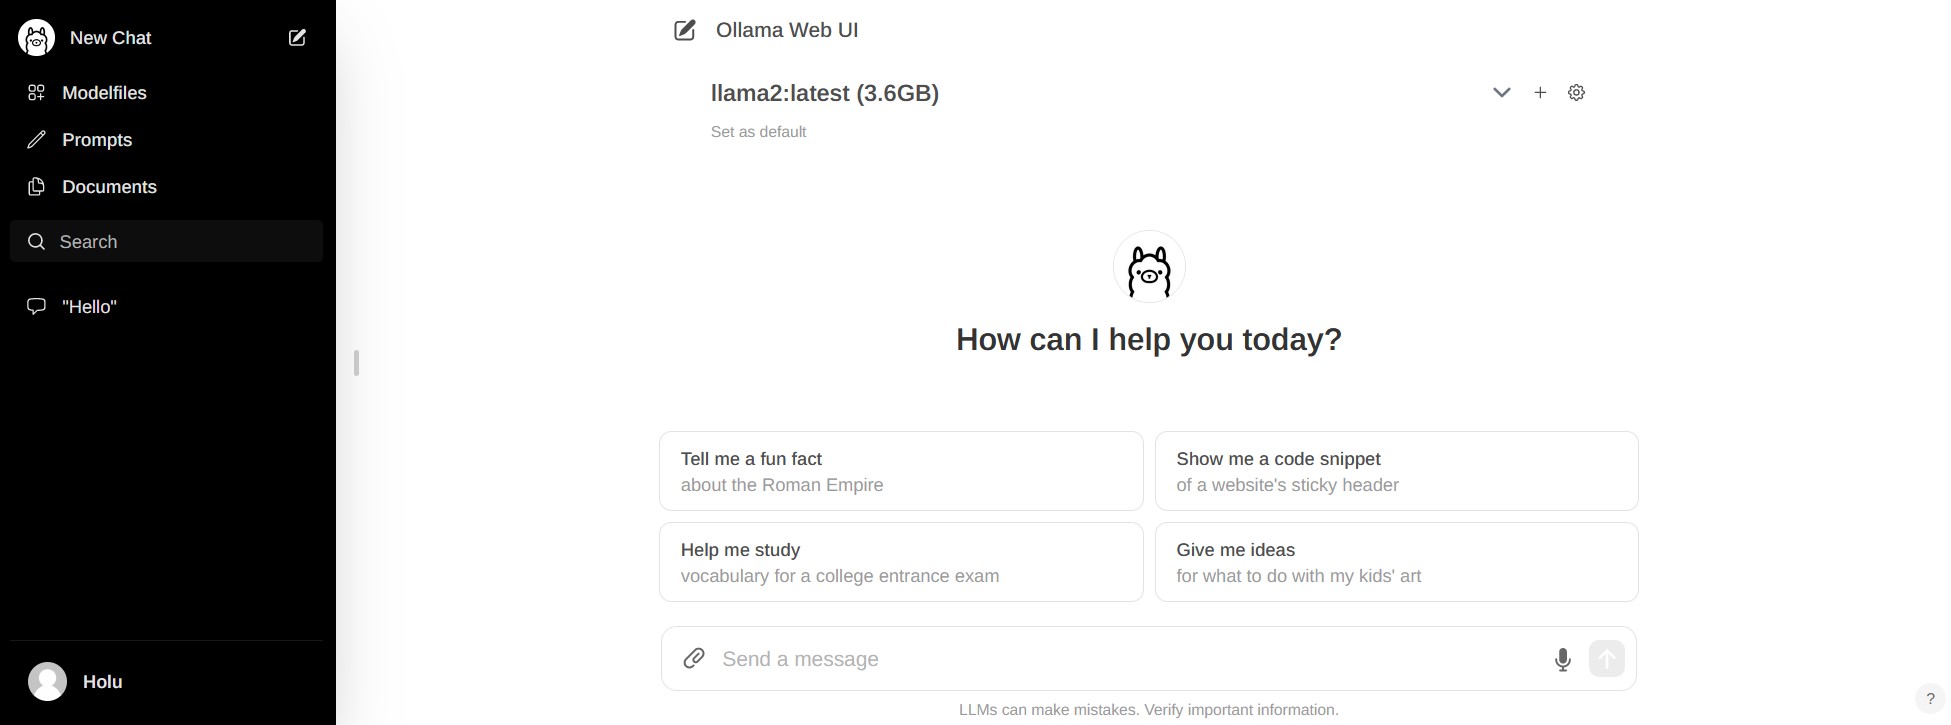 New Chat
Modelfiles
Prompts
Documents
Search
"Hello"
Holu
Ollama Web UI
llama2:latest (3.6GB)
Set as default
How can I help you today?
Tell me a fun fact
about the Roman Empire
Show me a code snippet
of a website's sticky header
Help me study
vocabulary for a college entrance exam
Give me ideas
for what to do with my kids' art
Send a message
LLMs can make mistakes. Verify important information.
?